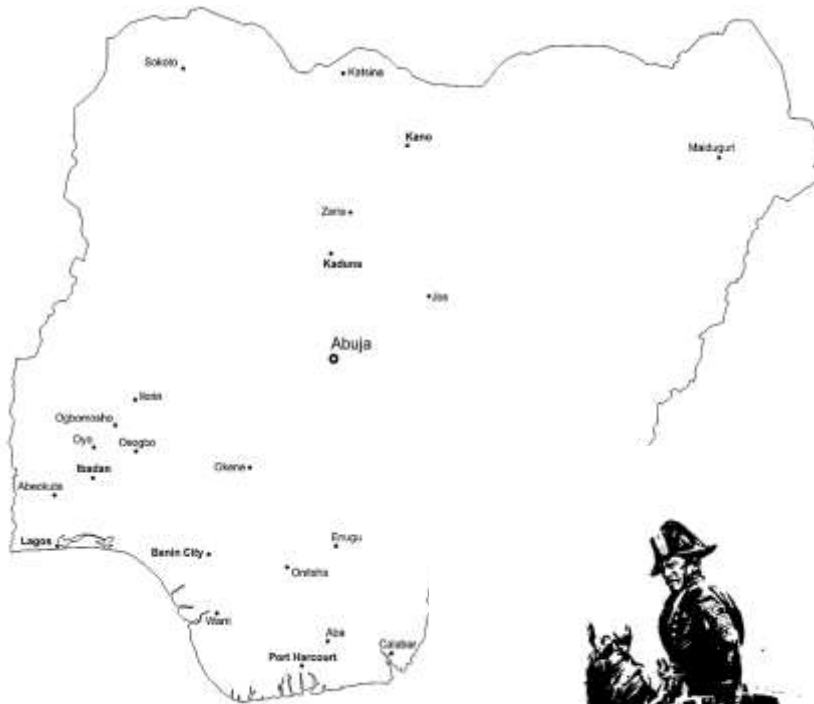 Sokoto
Katsina
Kano
Maiduguri
Zaria
Kaduna
Jos
Abuja
Ilorin
Ogbomosho
Oyo
Osogbo
Ibadan
Okene
Abeokuta
Lagos
Benin City
Enugu
Onitsha
Warri
Aba
Calabar
Port Harcourt